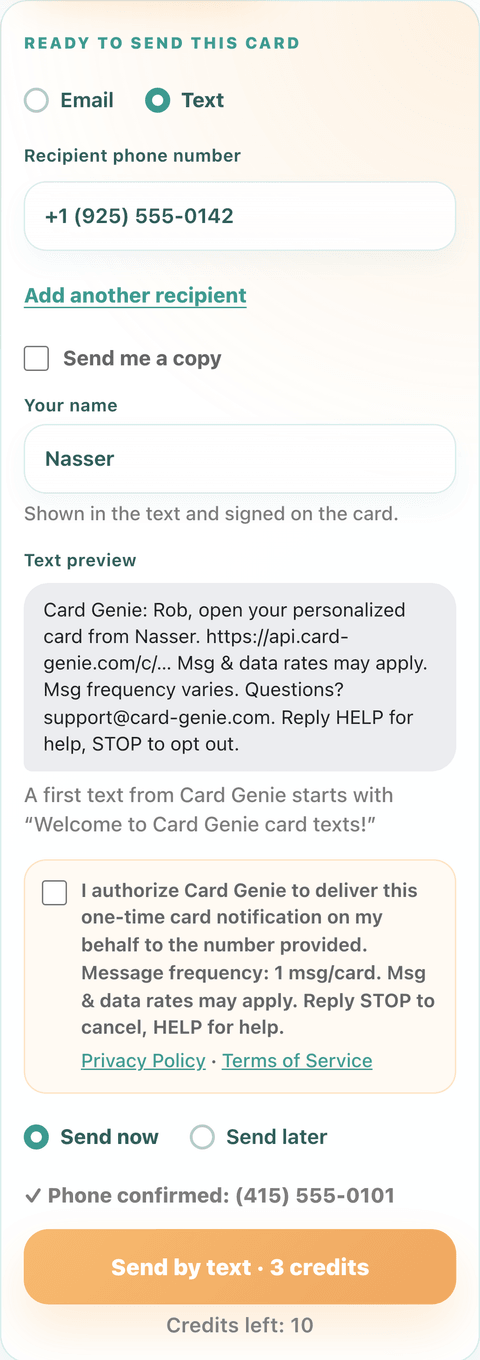 READY TO SEND THIS CARD
Email
Text
Recipient phone number
+1 (925) 555-0142
Add another recipient
Send me a copy
Your name
Nasser
Shown in the text and signed on the card.
Text preview
Card Genie: Rob, open your personalized
card from Nasser. https://api.card-
genie.com/c/... Msg & data rates may apply.
Msg frequency varies. Questions?
support@card-genie.com. Reply HELP for
help, STOP to opt out.
A first text from Card Genie starts with
“Welcome to Card Genie card texts!”
I authorize Card Genie to deliver this
one-time card notification on my
behalf to the number provided.
Message frequency: 1 msg/card. Msg
& data rates may apply. Reply STOP to
cancel, HELP for help.
Privacy Policy · Terms of Service
Send now
Send later
✓ Phone confirmed: (415) 555-0101
Send by text · 3 credits
Credits left: 10